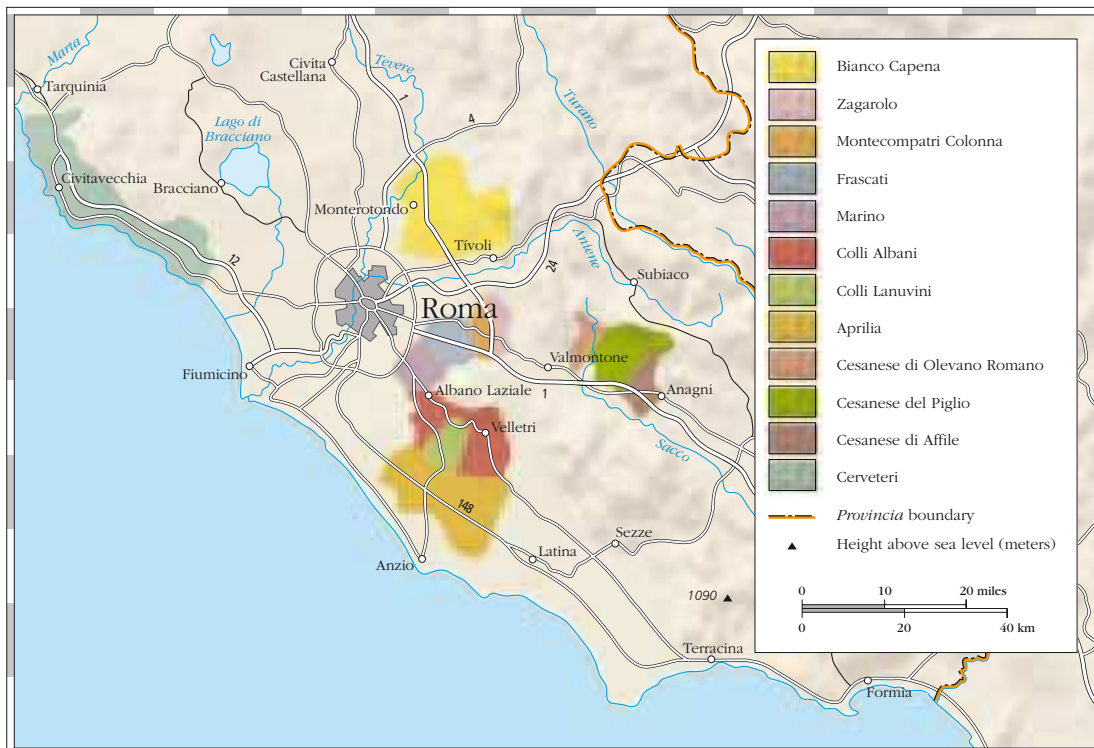 Marta
Tarquinia
Civita
Castellana
Tevere
1
4
Turano
Lago di
Bracciano
Civitavecchia
Bracciano
Monterotondo
Tívoli
12
24
Aniene
Subiaco
Roma
Fiumicino
Valmontone
Albano Laziale
1
Anagni
Velletri
Sacco
148
Sezze
Anzio
Latina
1090
Terracina
Formia
Bianco Capena
Zagarolo
Montecompatri Colonna
Frascati
Marino
Colli Albani
Colli Lanuvini
Aprilia
Cesanese di Olevano Romano
Cesanese del Piglio
Cesanese di Affile
Cerveteri
Provincia boundary
Height above sea level (meters)
0 10 20 miles
0 20 40 km